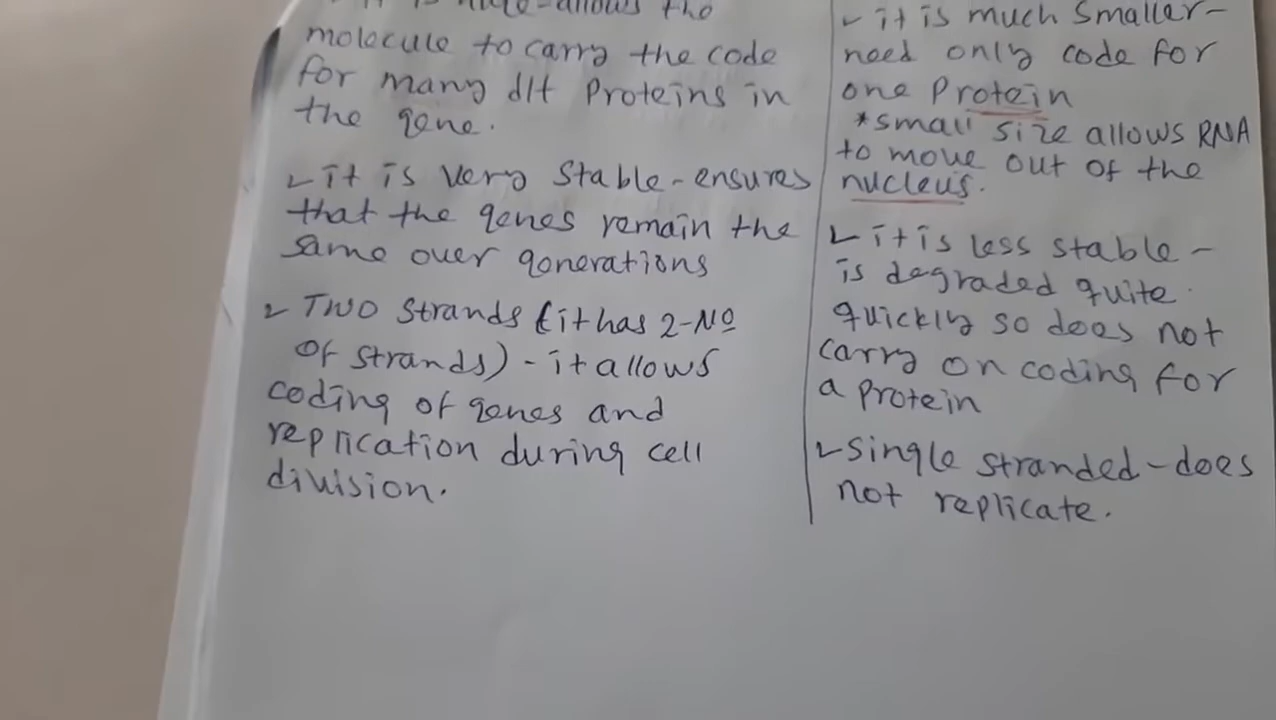 molecule to carry the code
for many d/t Proteins in
the gene.
it is very Stable-ensures
that the genes remain the
same over generations
Two Strands (it has 2-No
of strands) - it allows
coding of genes and
replication during cell
division.
it is much Smaller-
need only code for
one Protein
*small size allows RNA
to move out of the
nucleus.
it is less stable-
is degraded quite
quickly so does not
carry on coding for
a Protein
Single stranded-does
not replicate.